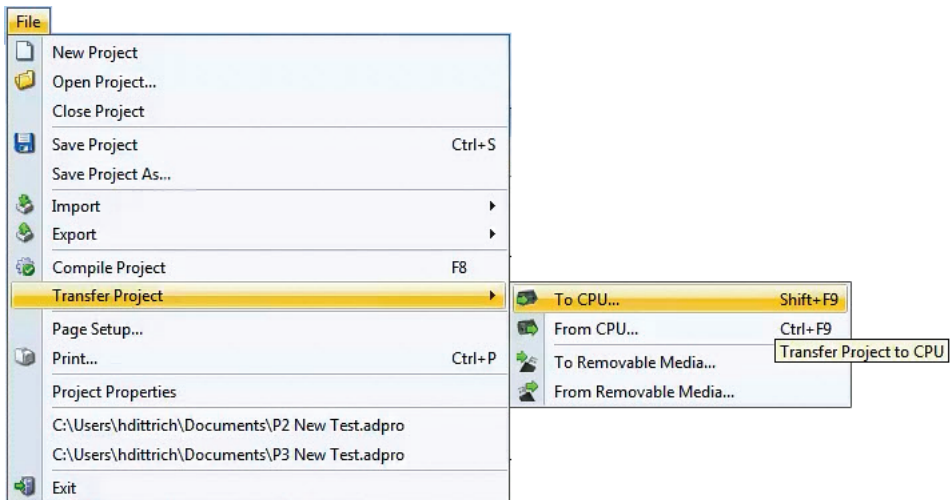 File
New Project
Open Project...
Close Project
Save Project Ctrl+S
Save Project As...
Import
Export
Compile Project F8
Transfer Project
To CPU... Shift+F9
From CPU... Ctrl+F9
Transfer Project to CPU
To Removable Media...
From Removable Media...
Page Setup...
Print... Ctrl+P
Project Properties
C:\Users\hdittrich\Documents\P2 New Test.adpro
C:\Users\hdittrich\Documents\P3 New Test.adpro
Exit